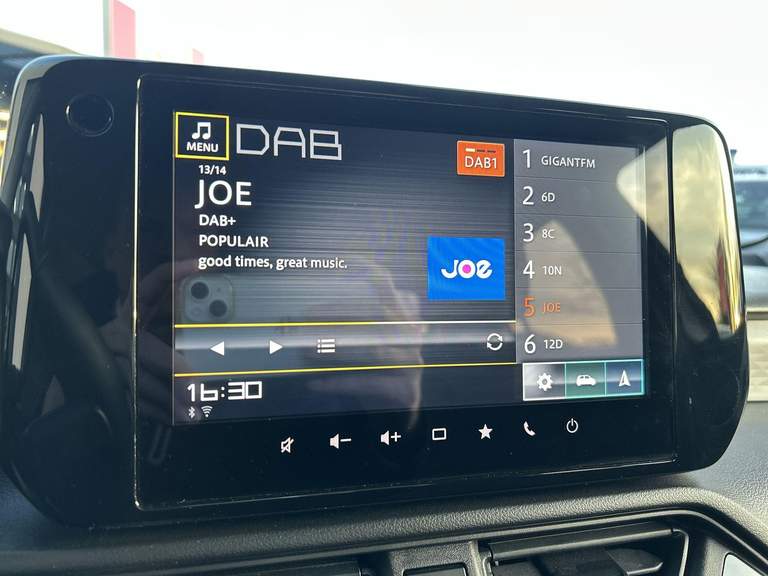 MENU
DAB
DAB1
13/14
JOE
DAB+
POPULAIR
good times, great music.
JOE
1 GIGANTFM
2 6D
3 8C
4 10N
5 JOE
6 12D
16:30